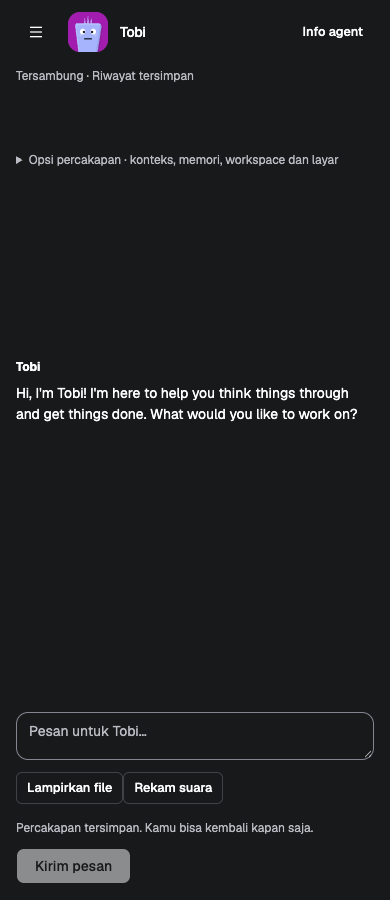 Tobi
Info agent
Tersambung · Riwayat tersimpan
Opsi percakapan · konteks, memori, workspace dan layar
Tobi
Hi, I'm Tobi! I'm here to help you think things through
and get things done. What would you like to work on?
Pesan untuk Tobi...
Lampirkan file
Rekam suara
Percakapan tersimpan. Kamu bisa kembali kapan saja.
Kirim pesan